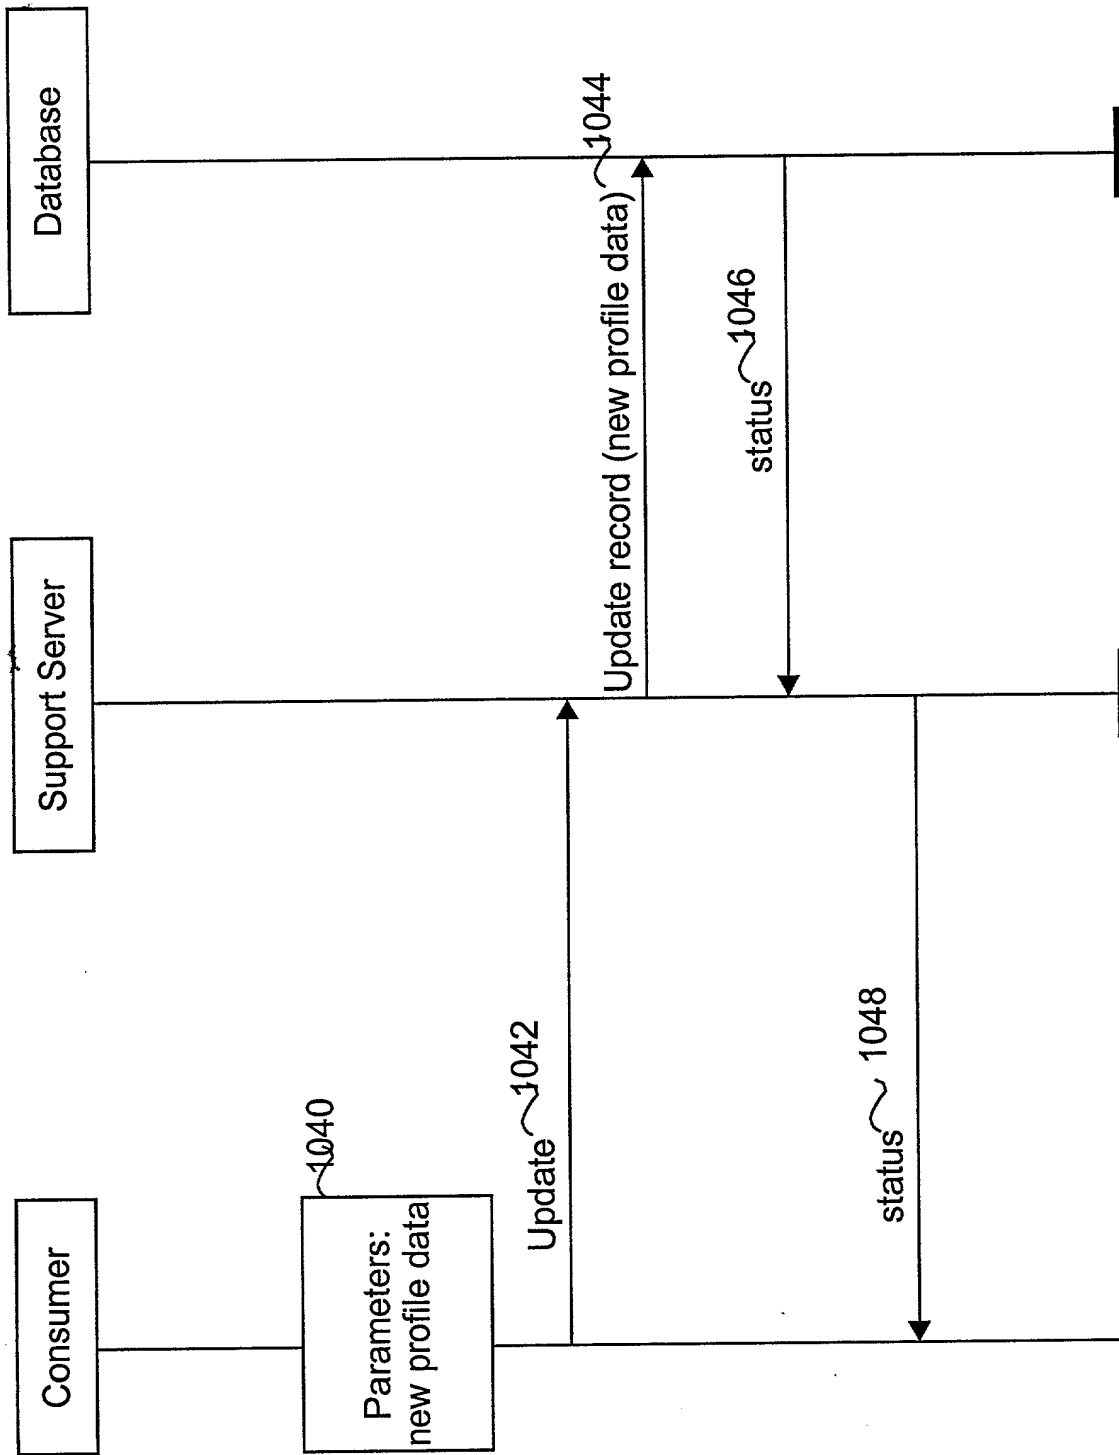 Consumer
Support Server
Database
Parameters:
new profile data
1040
Update
1042
Update record (new profile data)
1044
status
1046
status
1048